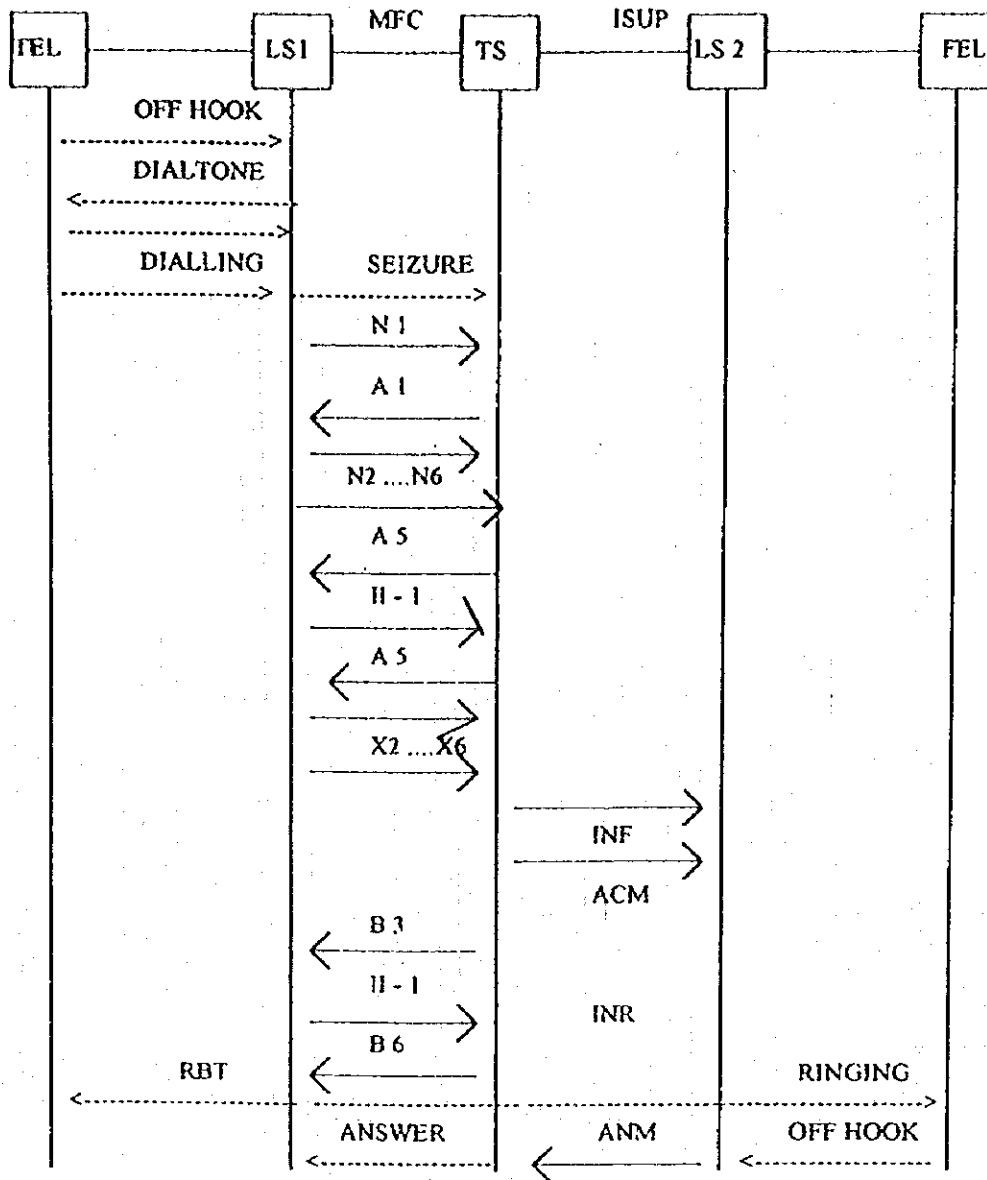 MFC ISUP
TEL LS1 TS LS 2 FEL
OFF HOOK
DIALTONE
DIALLING SEIZURE
N 1
A 1
N2 ....N6
A 5
II - 1
A 5
X2 ....X6
INF
ACM
B 3
II - 1 INR
B 6
RBT RINGING
ANSWER ANM OFF HOOK